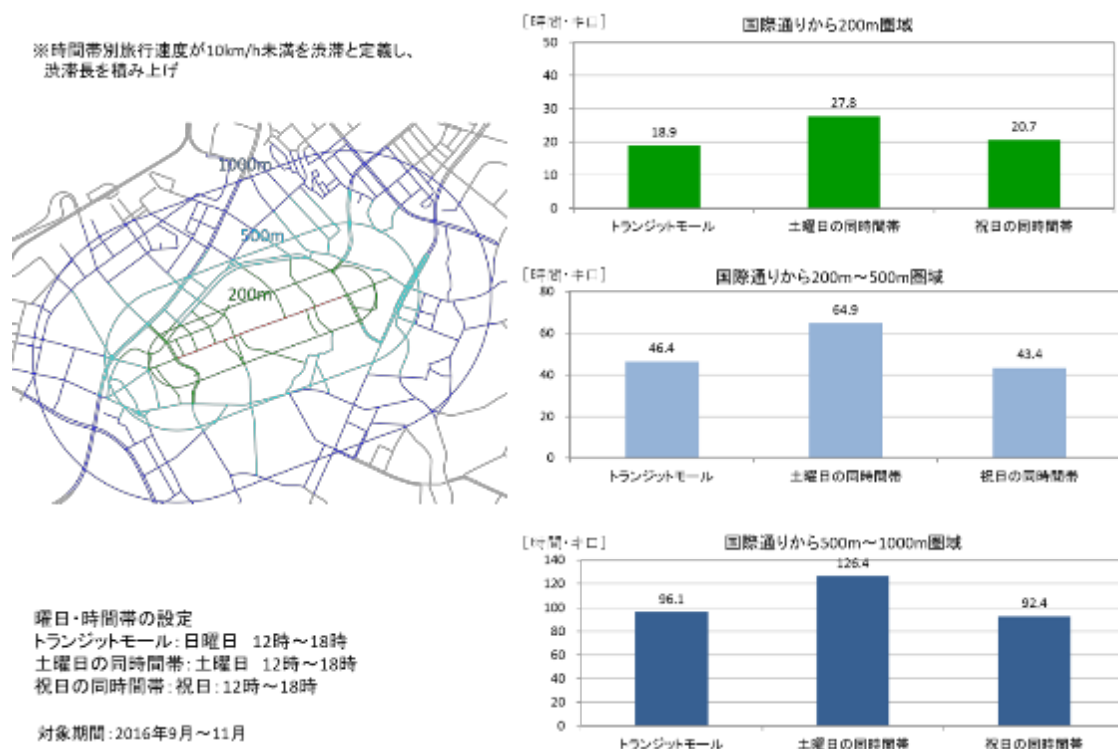 ※時間帯別旅行速度が10km/h未満を渋滞と定義し、
渋滞長を積み上げ
1000m
500m
200m
曜日・時間帯の設定
トランジットモール：日曜日　12時～18時
土曜日の同時間帯：土曜日　12時～18時
祝日の同時間帯：祝日：12時～18時
対象期間：2016年9月～11月
[時間・キロ]
国際通りから200m圏域
50
40
30
20
10
0
18.9
27.8
20.7
トランジットモール
土曜日の同時間帯
祝日の同時間帯
[時間・キロ]
国際通りから200m～500m圏域
80
60
40
20
0
46.4
64.9
43.4
トランジットモール
土曜日の同時間帯
祝日の同時間帯
[時間・キロ]
国際通りから500m～1000m圏域
140
120
100
80
60
40
20
0
96.1
126.4
92.4
トランジットモール
土曜日の同時間帯
祝日の同時間帯